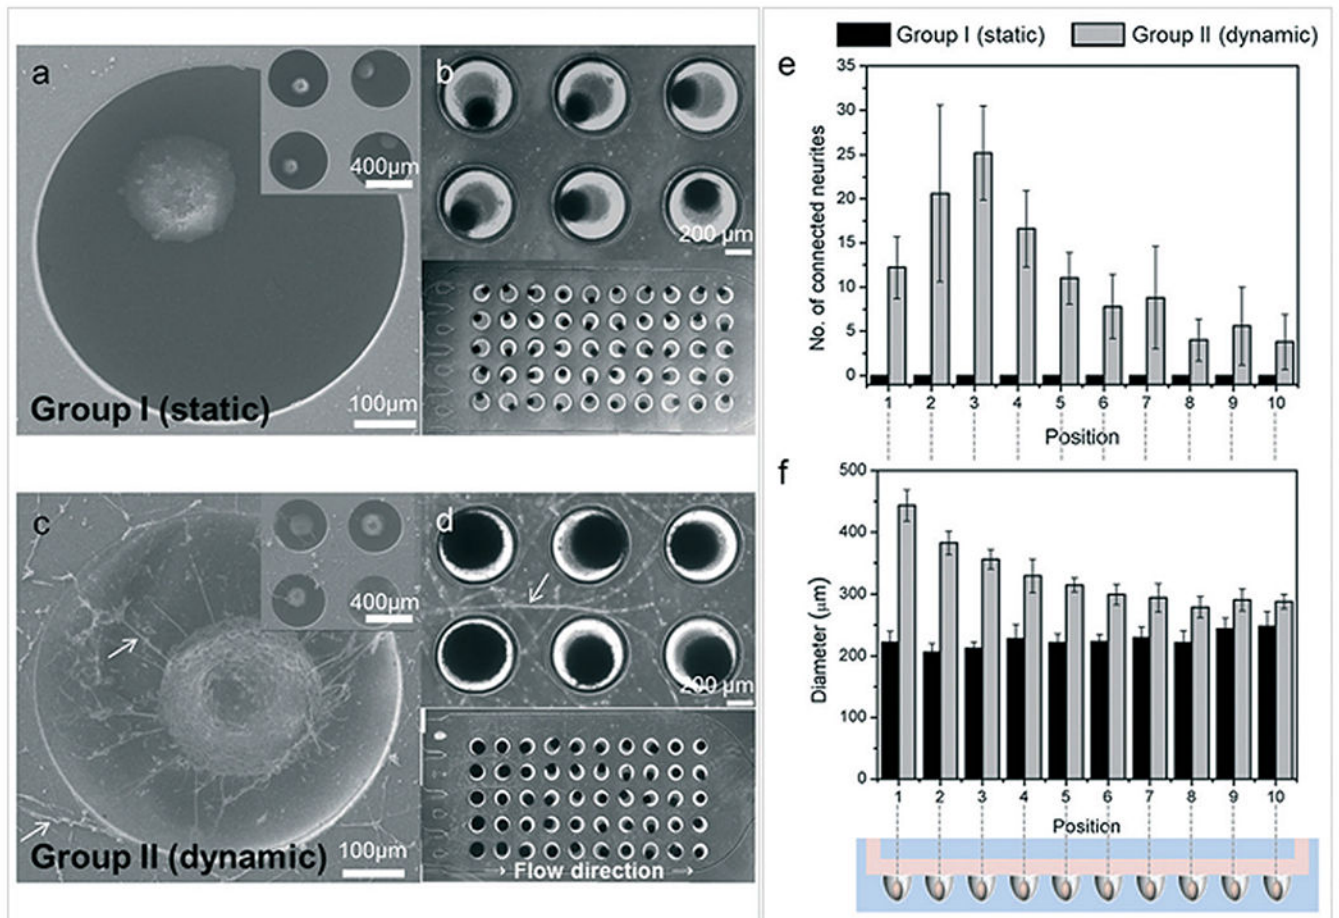 a
400µm
Group I (static)
100µm
b
200 µm
c
400µm
Group II (dynamic)
100µm
d
200 µm
→ Flow direction →
Group I (static) Group II (dynamic)
e
35
30
25
20
15
10
5
0
No. of connected neurites
1 2 3 4 5 6 7 8 9 10
Position
f
500
400
300
200
100
0
Diameter (µm)
1 2 3 4 5 6 7 8 9 10
Position